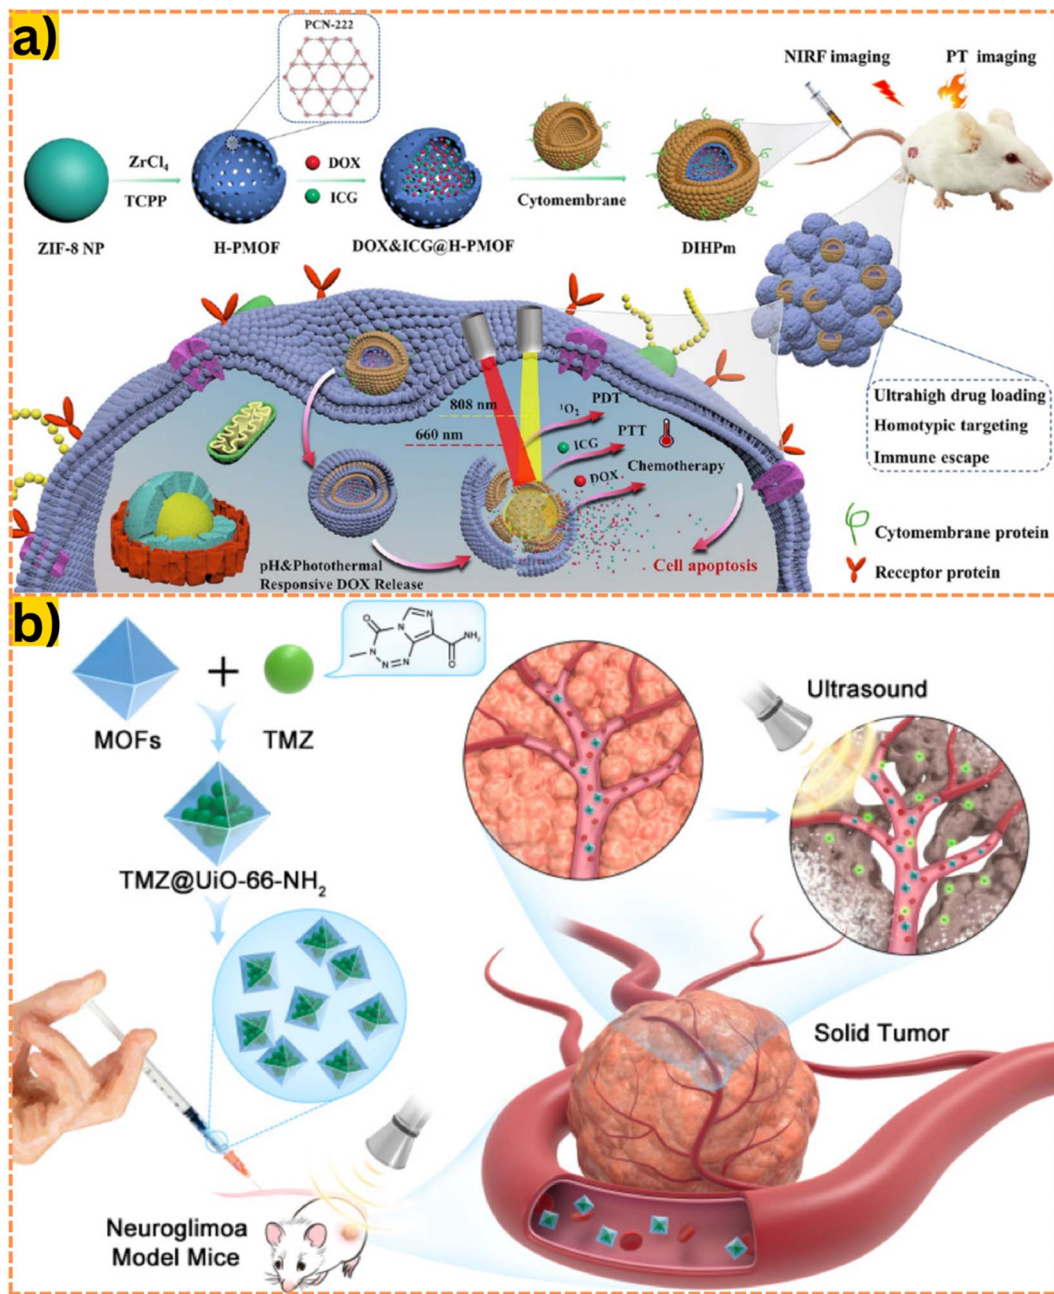 a)
PCN-222
NIRF imaging
PT imaging
ZrCl₄
TCPP
DOX
ICG
Cytomembrane
ZIF-8 NP
H-PMOF
DOX&ICG@H-PMOF
DIHPm
808 nm
660 nm
¹O₂
PDT
ICG
PTT
Chemotherapy
DOX
pH&Photothermal
Responsive DOX Release
Cell apoptosis
Ultrahigh drug loading
Homotypic targeting
Immune escape
Cytomembrane protein
Receptor protein
b)
MOFs
+
TMZ
O
N
N
N
N
N
NH₂
O
TMZ@UiO-66-NH₂
Ultrasound
Solid Tumor
Neuroglimoa
Model Mice